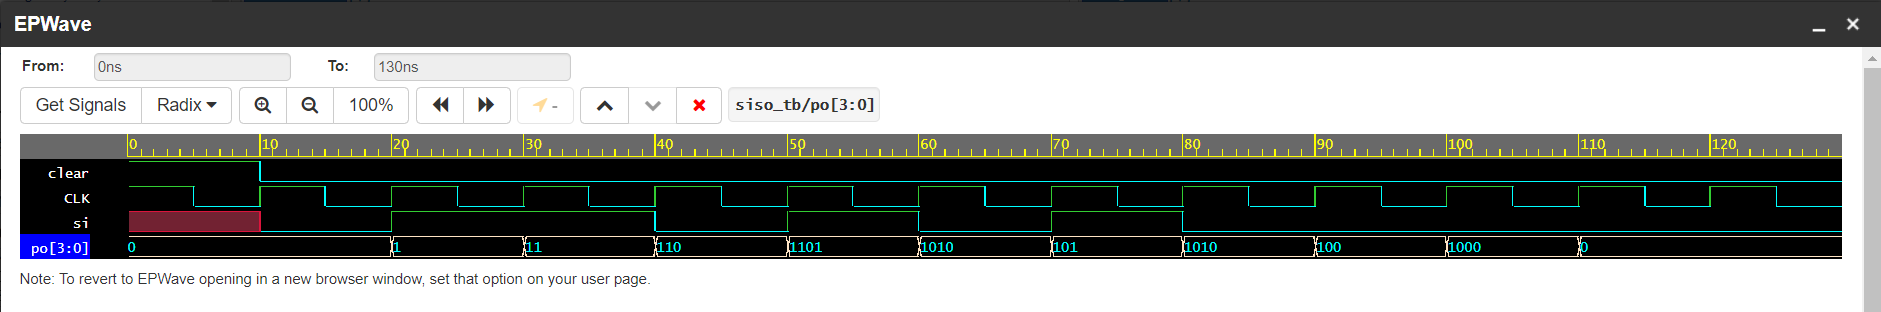 EPWave
From: 0ns To: 130ns
Get Signals Radix 100% - siso_tb/po[3:0]
0 10 20 30 40 50 60 70 80 90 100 110 120
clear
CLK
si
po[3:0] 0 1 11 110 1101 1010 101 1010 100 1000 0
Note: To revert to EPWave opening in a new browser window, set that option on your user page.